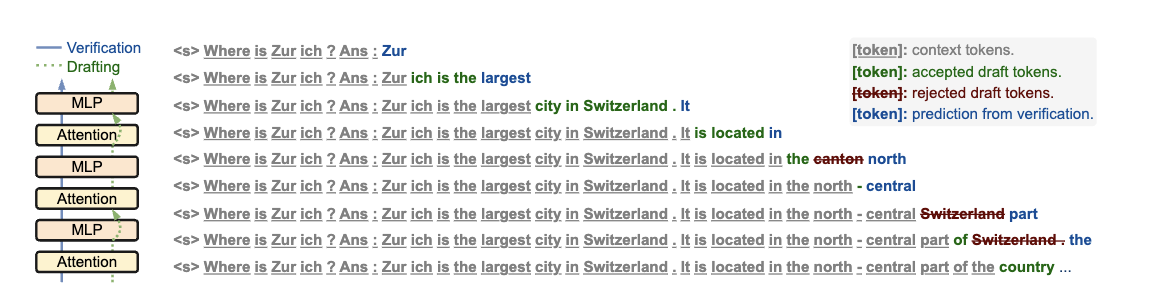 Verification
Drafting
MLP
Attention
MLP
Attention
MLP
Attention
<s> Where is Zur ich ? Ans : Zur
<s> Where is Zur ich ? Ans : Zur ich is the largest
<s> Where is Zur ich ? Ans : Zur ich is the largest city in Switzerland . It
<s> Where is Zur ich ? Ans : Zur ich is the largest city in Switzerland . It is located in
<s> Where is Zur ich ? Ans : Zur ich is the largest city in Switzerland . It is located in the canton north
<s> Where is Zur ich ? Ans : Zur ich is the largest city in Switzerland . It is located in the north - central
<s> Where is Zur ich ? Ans : Zur ich is the largest city in Switzerland . It is located in the north - central Switzerland part
<s> Where is Zur ich ? Ans : Zur ich is the largest city in Switzerland . It is located in the north - central part of Switzerland . the
<s> Where is Zur ich ? Ans : Zur ich is the largest city in Switzerland . It is located in the north - central part of the country ...
[token]: context tokens.
[token]: accepted draft tokens.
[token]: rejected draft tokens.
[token]: prediction from verification.